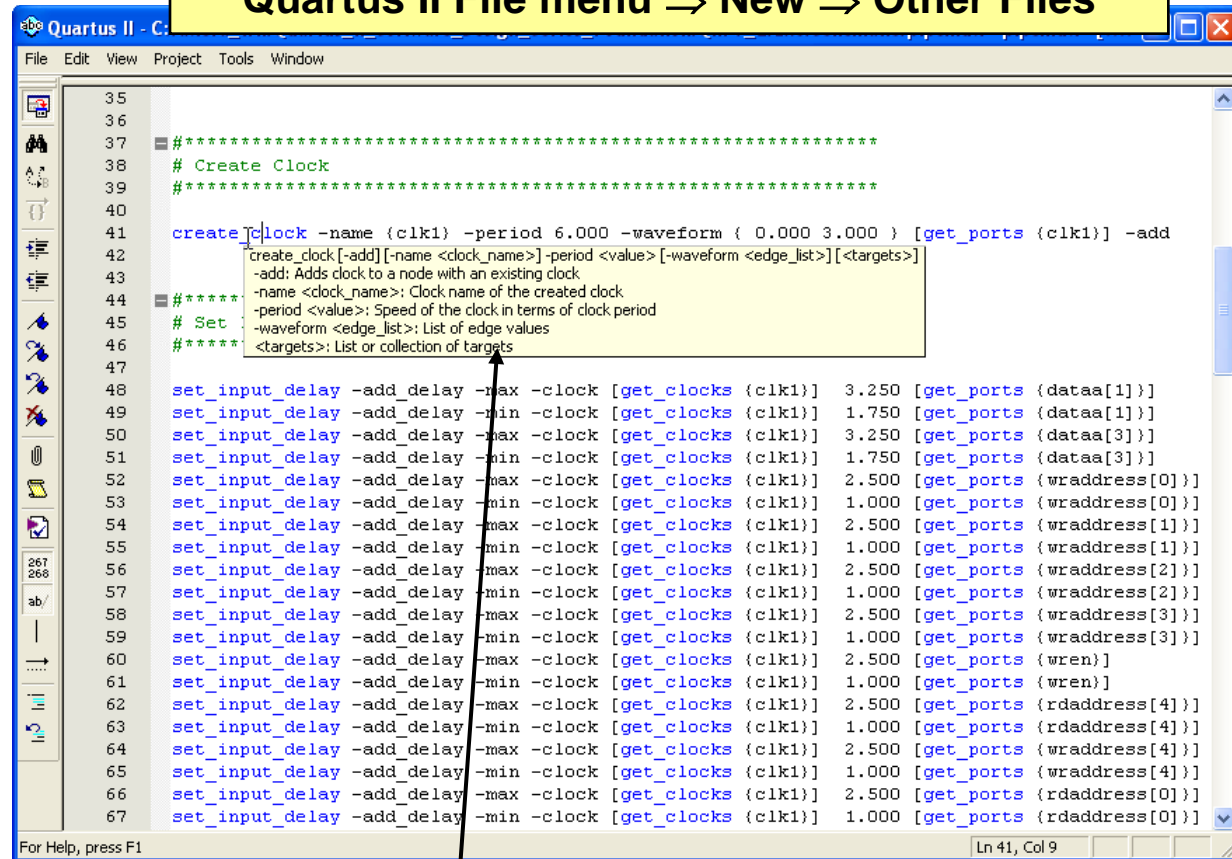 Quartus II File menu ⇒ New ⇒ Other Files
Quartus II - C:
File Edit View Project Tools Window
35
36
37 #**************************************************************
38 # Create Clock
39 #**************************************************************
40
41 create_clock -name {clk1} -period 6.000 -waveform { 0.000 3.000 } [get_ports {clk1}] -add
42 create_clock [-add] [-name <clock_name>] -period <value> [-waveform <edge_list>] [<targets>]
-add: Adds clock to a node with an existing clock
43 -name <clock_name>: Clock name of the created clock
44 #***** -period <value>: Speed of the clock in terms of clock period
45 # Set -waveform <edge_list>: List of edge values
46 #***** <targets>: List or collection of targets
47
48 set_input_delay -add_delay -max -clock [get_clocks {clk1}] 3.250 [get_ports {dataa[1]}]
49 set_input_delay -add_delay -min -clock [get_clocks {clk1}] 1.750 [get_ports {dataa[1]}]
50 set_input_delay -add_delay -max -clock [get_clocks {clk1}] 3.250 [get_ports {dataa[3]}]
51 set_input_delay -add_delay -min -clock [get_clocks {clk1}] 1.750 [get_ports {dataa[3]}]
52 set_input_delay -add_delay -max -clock [get_clocks {clk1}] 2.500 [get_ports {wraddress[0]}]
53 set_input_delay -add_delay -min -clock [get_clocks {clk1}] 1.000 [get_ports {wraddress[0]}]
54 set_input_delay -add_delay -max -clock [get_clocks {clk1}] 2.500 [get_ports {wraddress[1]}]
55 set_input_delay -add_delay -min -clock [get_clocks {clk1}] 1.000 [get_ports {wraddress[1]}]
56 set_input_delay -add_delay -max -clock [get_clocks {clk1}] 2.500 [get_ports {wraddress[2]}]
57 set_input_delay -add_delay -min -clock [get_clocks {clk1}] 1.000 [get_ports {wraddress[2]}]
58 set_input_delay -add_delay -max -clock [get_clocks {clk1}] 2.500 [get_ports {wraddress[3]}]
59 set_input_delay -add_delay -min -clock [get_clocks {clk1}] 1.000 [get_ports {wraddress[3]}]
60 set_input_delay -add_delay -max -clock [get_clocks {clk1}] 2.500 [get_ports {wren}]
61 set_input_delay -add_delay -min -clock [get_clocks {clk1}] 1.000 [get_ports {wren}]
62 set_input_delay -add_delay -max -clock [get_clocks {clk1}] 2.500 [get_ports {rdaddress[4]}]
63 set_input_delay -add_delay -min -clock [get_clocks {clk1}] 1.000 [get_ports {rdaddress[4]}]
64 set_input_delay -add_delay -max -clock [get_clocks {clk1}] 2.500 [get_ports {wraddress[4]}]
65 set_input_delay -add_delay -min -clock [get_clocks {clk1}] 1.000 [get_ports {wraddress[4]}]
66 set_input_delay -add_delay -max -clock [get_clocks {clk1}] 2.500 [get_ports {rdaddress[0]}]
67 set_input_delay -add_delay -min -clock [get_clocks {clk1}] 1.000 [get_ports {rdaddress[0]}]
267
268
ab/
For Help, press F1 Ln 41, Col 9